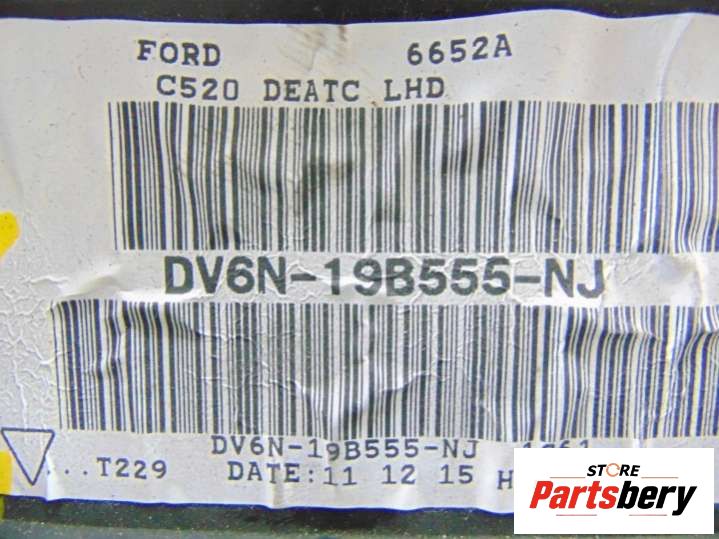 FORD 6652A
C520 DEATC LHD
DV6N-19B555-NJ
DV6N-19B555-NJ
...T229 DATE:11 12 15 H
STORE
Partsbery